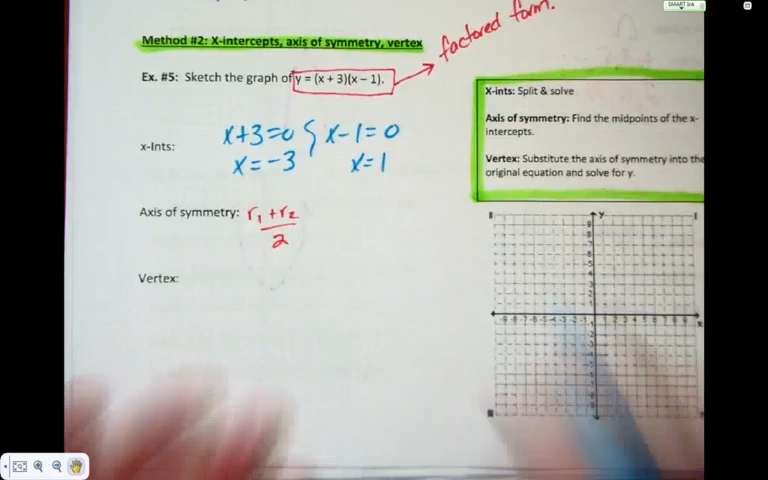 SMART Ink
factored form.
Method #2: X-intercepts, axis of symmetry, vertex
Ex. #5: Sketch the graph of y = (x + 3)(x – 1).
x-Ints:
x+3=0 x-1=0
x=-3 x=1
Axis of symmetry: r1 + r2
2
Vertex:
X-ints: Split & solve
Axis of symmetry: Find the midpoints of the x-
intercepts.
Vertex: Substitute the axis of symmetry into the
original equation and solve for y.
y
x